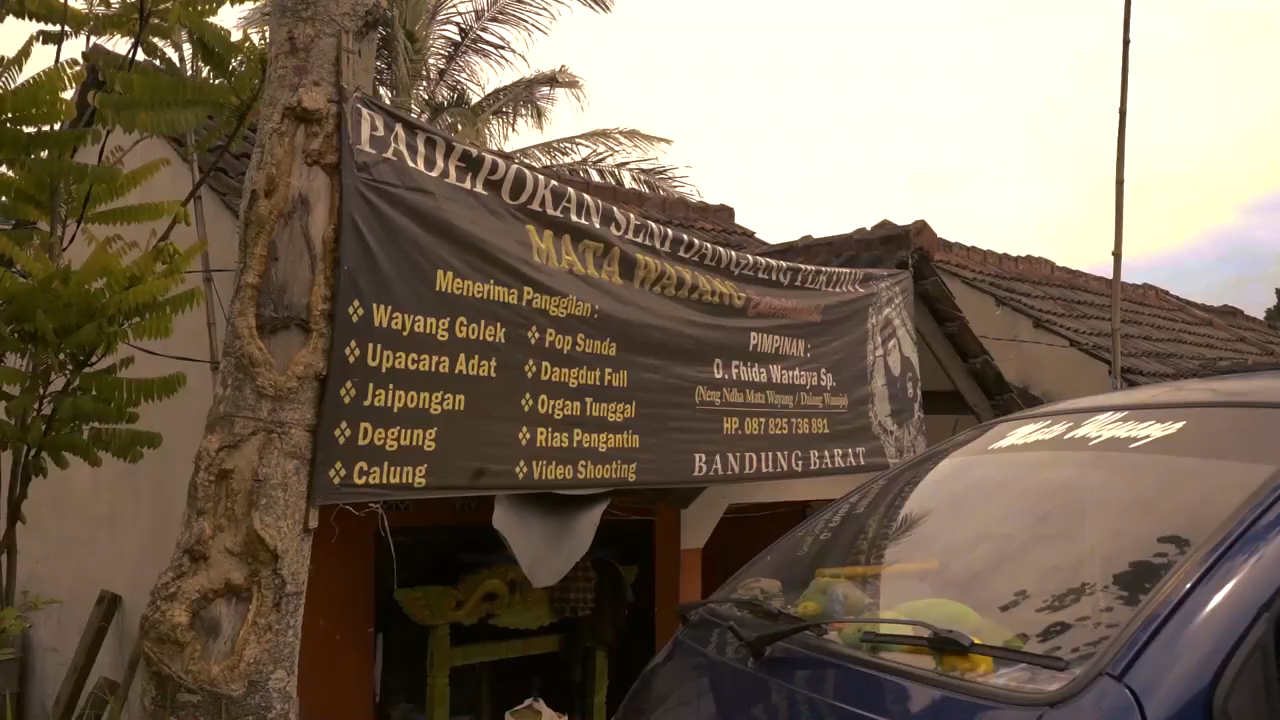 PADEPOKAN SENI DANGIANG PERTIWI
MATA WAYANG
Menerima Panggilan :
Wayang Golek
Upacara Adat
Jaipongan
Degung
Calung
Pop Sunda
Dangdut Full
Organ Tunggal
Rias Pengantin
Video Shooting
PIMPINAN :
O. Fhida Wardaya Sp.
(Neng Ndha Mata Wayang / Dalang Wanoja)
HP. 087 825 736 891
BANDUNG BARAT
Mata Wayang